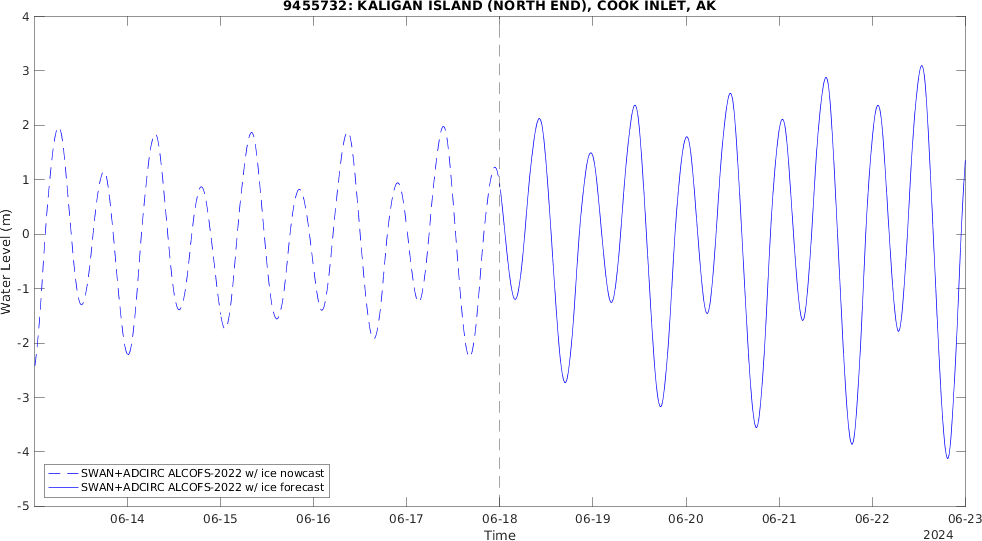 9455732: KALIGAN ISLAND (NORTH END), COOK INLET, AK
Water Level (m)
4
3
2
1
0
-1
-2
-3
-4
-5
SWAN+ADCIRC ALCOFS-2022 w/ ice nowcast
SWAN+ADCIRC ALCOFS-2022 w/ ice forecast
06-14 06-15 06-16 06-17 06-18 06-19 06-20 06-21 06-22 06-23
Time
2024